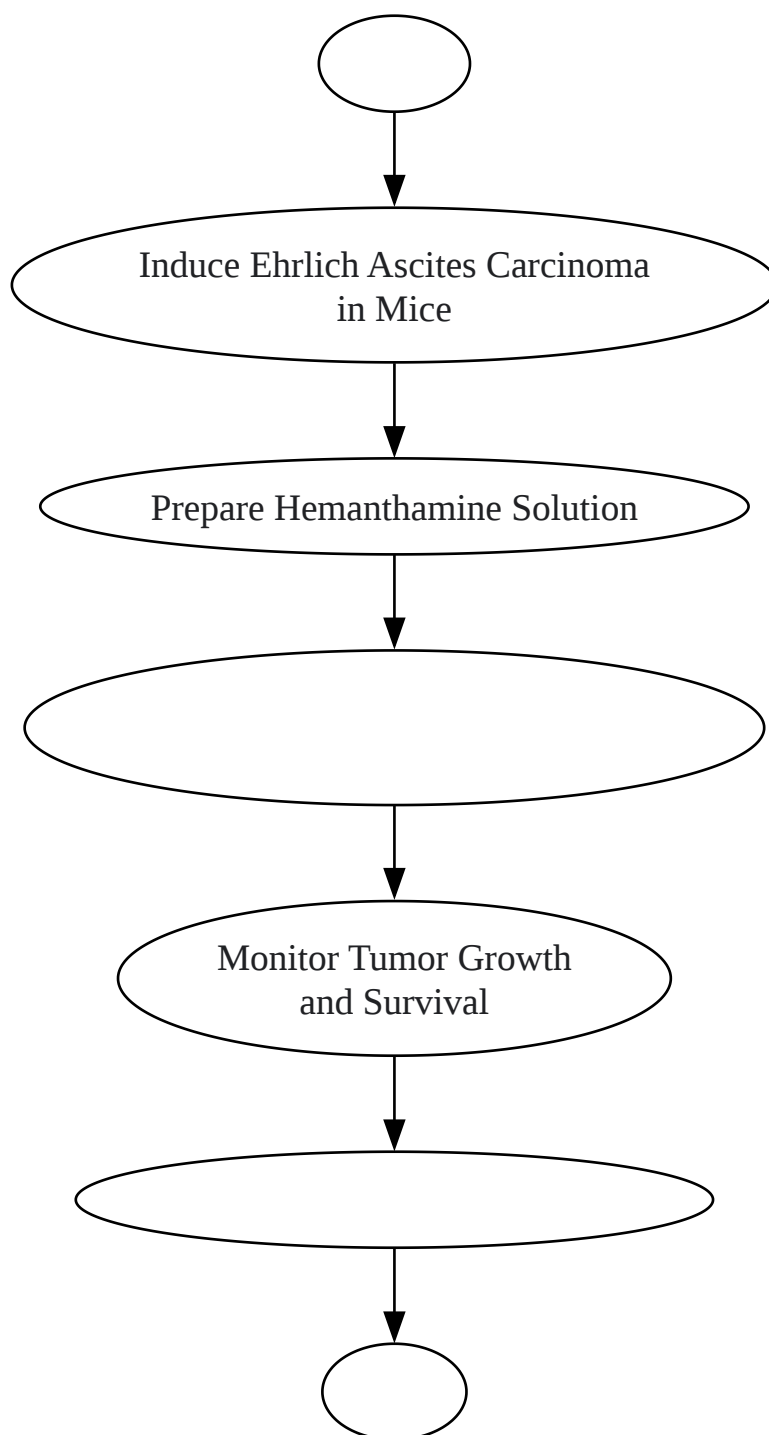 Induce Ehrlich Ascites Carcinoma
in Mice
Prepare Hemanthamine Solution
Monitor Tumor Growth
and Survival